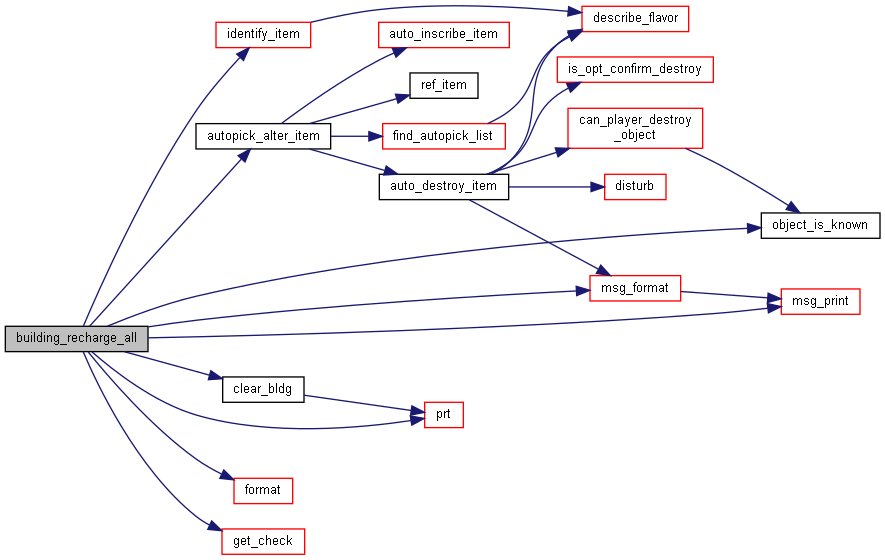 identify_item
auto_inscribe_item
describe_flavor
ref_item
is_opt_confirm_destroy
autopick_alter_item
find_autopick_list
can_player_destroy
_object
auto_destroy_item
disturb
object_is_known
msg_format
msg_print
building_recharge_all
clear_bldg
prt
format
get_check